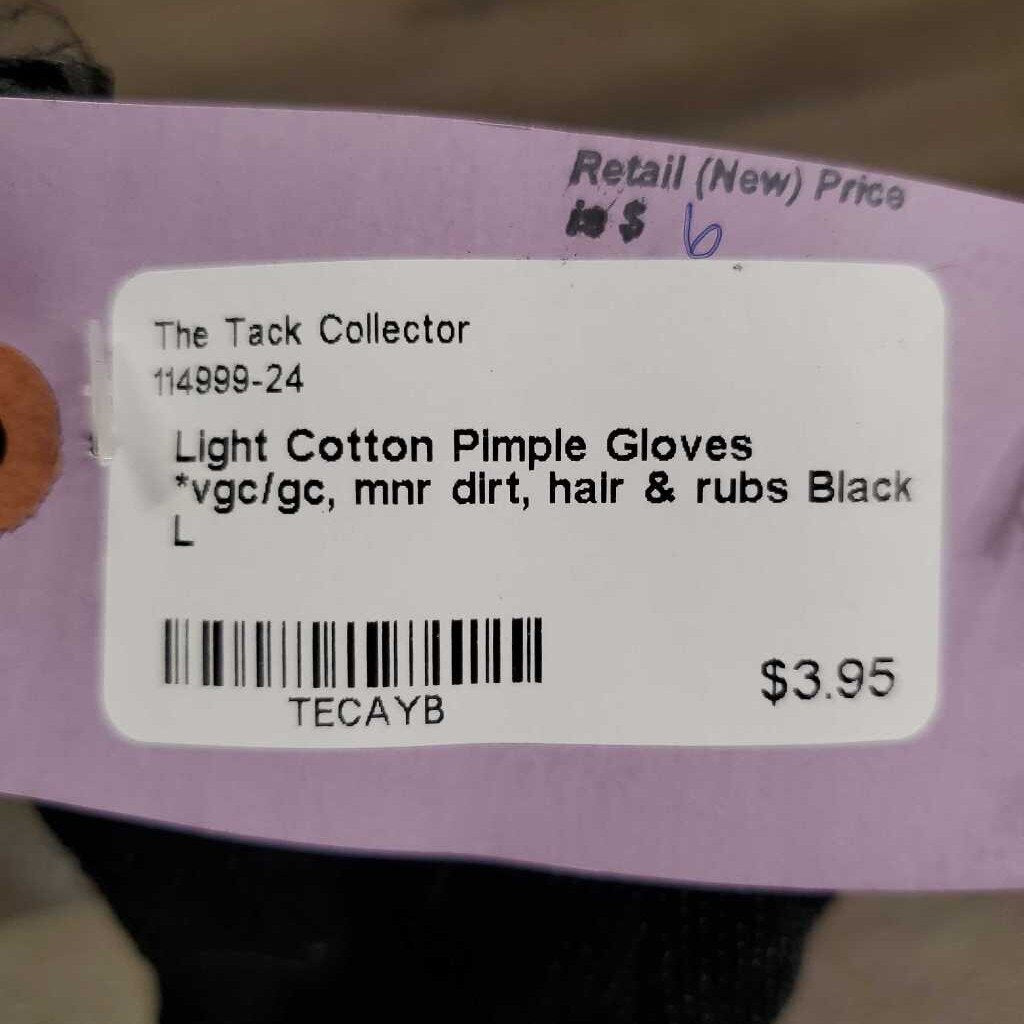 Retail (New) Price
is $ 6
The Tack Collector
114999-24
Light Cotton Pimple Gloves
*vgc/gc, mnr dirt, hair & rubs Black
L
TECAYB
$3.95